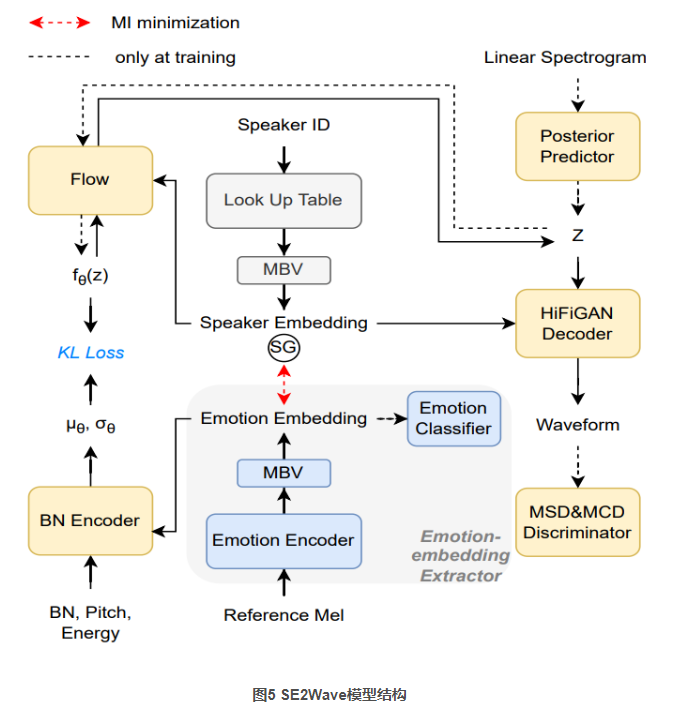 MI minimization
only at training
Linear Spectrogram
Speaker ID
Posterior
Predictor
Flow
Look Up Table
Z
MBV
fθ(z)
Speaker Embedding
HiFiGAN
Decoder
SG
KL Loss
Emotion Embedding
Emotion
Classifier
Waveform
μθ, σθ
MBV
BN Encoder
Emotion Encoder
MSD&MCD
Discriminator
Emotion-
embedding
Extractor
BN, Pitch,
Energy
Reference Mel
图5 SE2Wave模型结构